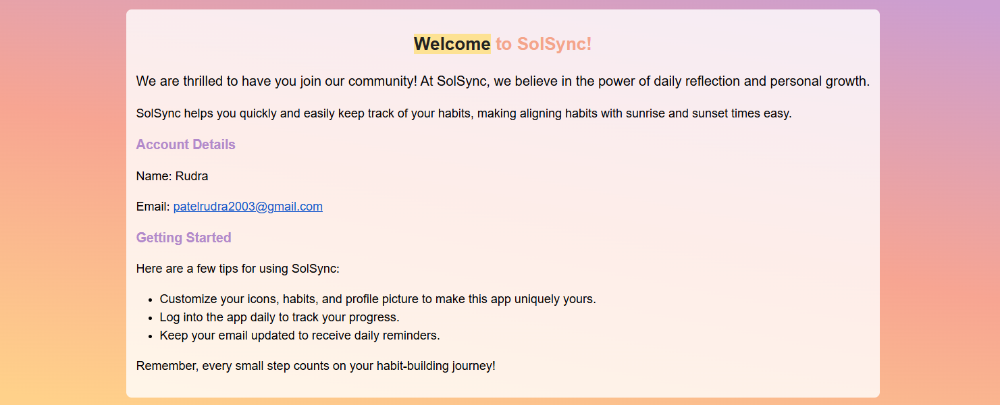 Welcome to SolSync!
We are thrilled to have you join our community! At SolSync, we believe in the power of daily reflection and personal growth.
SolSync helps you quickly and easily keep track of your habits, making aligning habits with sunrise and sunset times easy.
Account Details
Name: Rudra
Email: patelrudra2003@gmail.com
Getting Started
Here are a few tips for using SolSync:
• Customize your icons, habits, and profile picture to make this app uniquely yours.
• Log into the app daily to track your progress.
• Keep your email updated to receive daily reminders.
Remember, every small step counts on your habit-building journey!